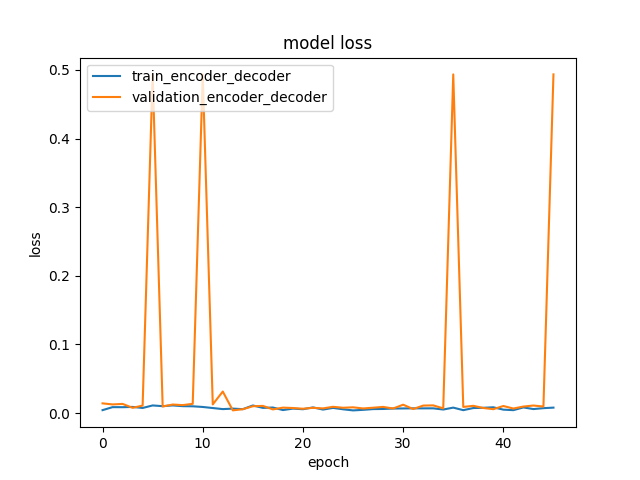 model loss
train_encoder_decoder
validation_encoder_decoder
0.5
0.4
0.3
0.2
0.1
0.0
loss
0
10
20
30
40
epoch